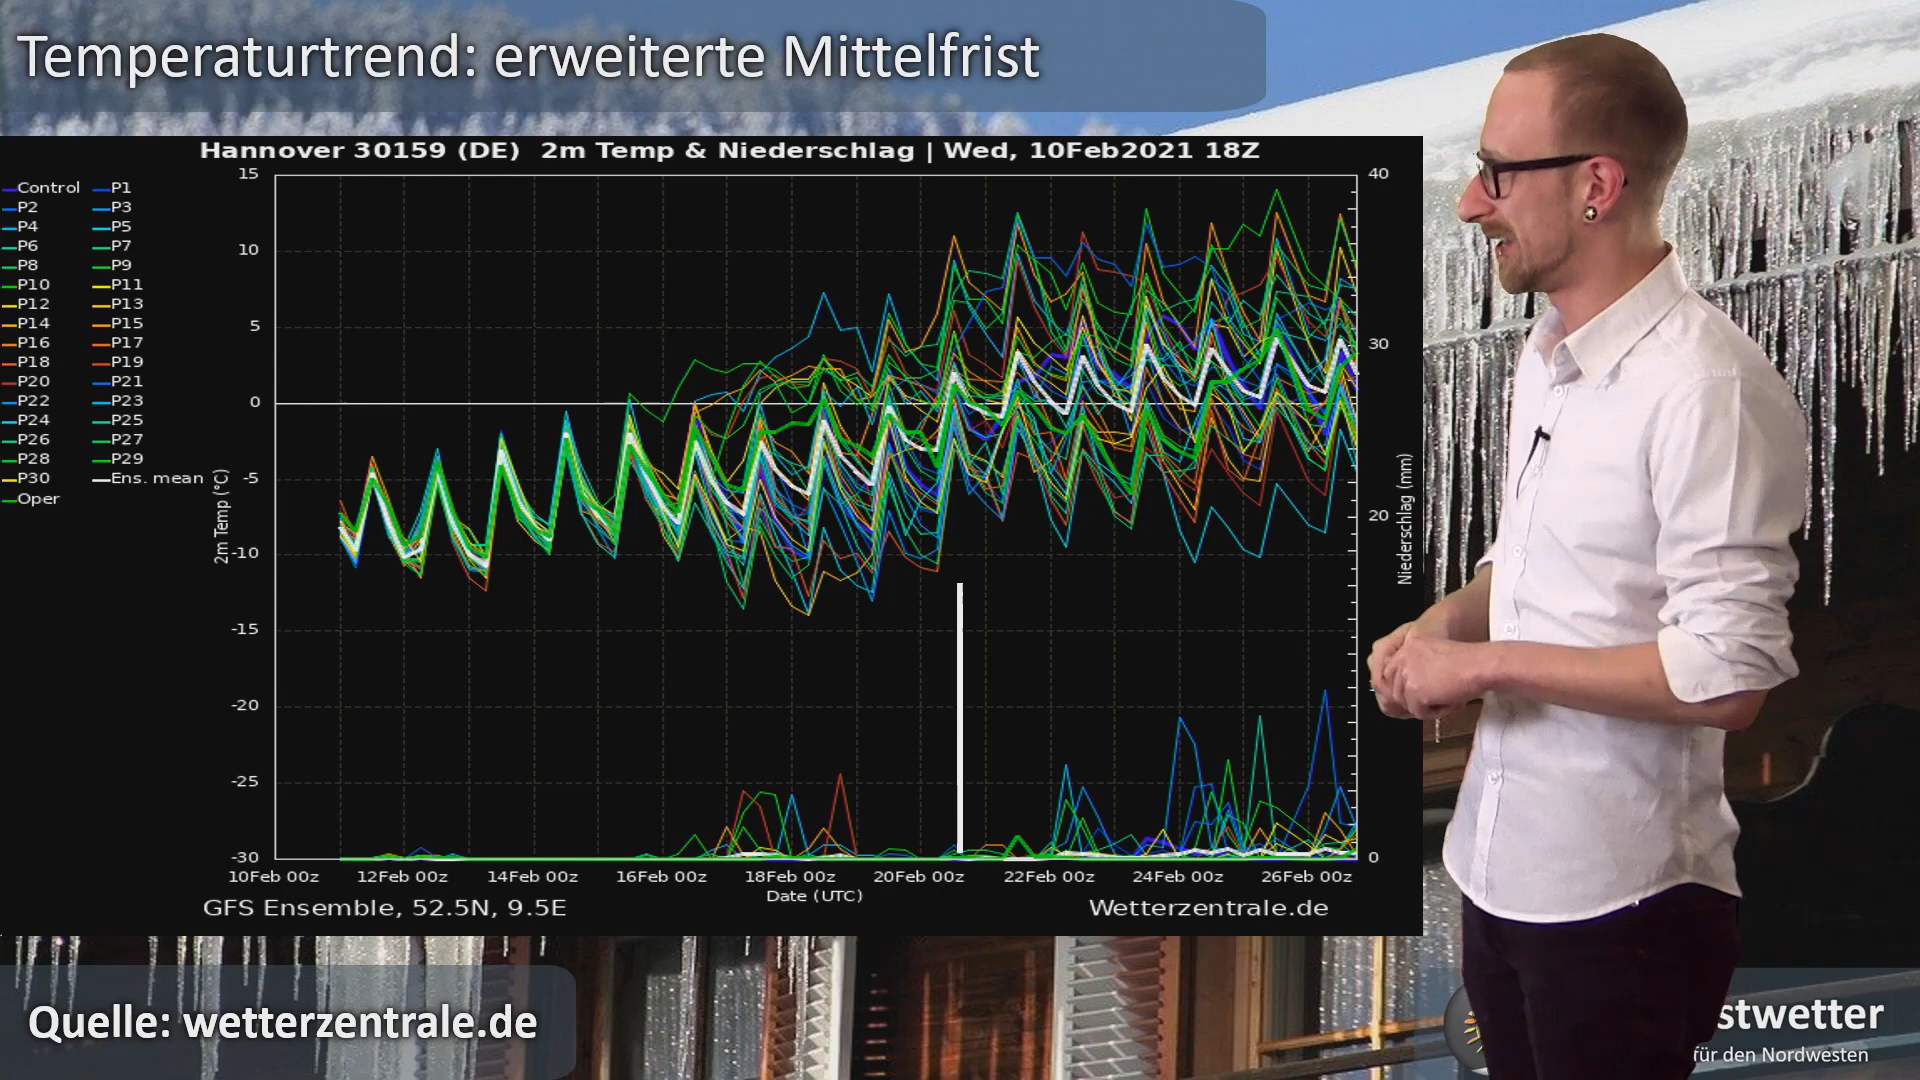 Temperaturtrend: erweiterte Mittelfrist
Hannover 30159 (DE) 2m Temp & Niederschlag | Wed, 10Feb2021 18Z
Control P1
P2 P3
P4 P5
P6 P7
P8 P9
P10 P11
P12 P13
P14 P15
P16 P17
P18 P19
P20 P21
P22 P23
P24 P25
P26 P27
P28 P29
P30 Ens. mean
Oper
15
10
5
0
-5
-10
-15
-20
-25
-30
2m Temp (°C)
40
30
20
0
Niederschlag (mm)
10Feb 00z 12Feb 00z 14Feb 00z 16Feb 00z 18Feb 00z 20Feb 00z 22Feb 00z 24Feb 00z 26Feb 00z
Date (UTC)
GFS Ensemble, 52.5N, 9.5E
Wetterzentrale.de
Quelle: wetterzentrale.de
stwetter
für den Nordwesten